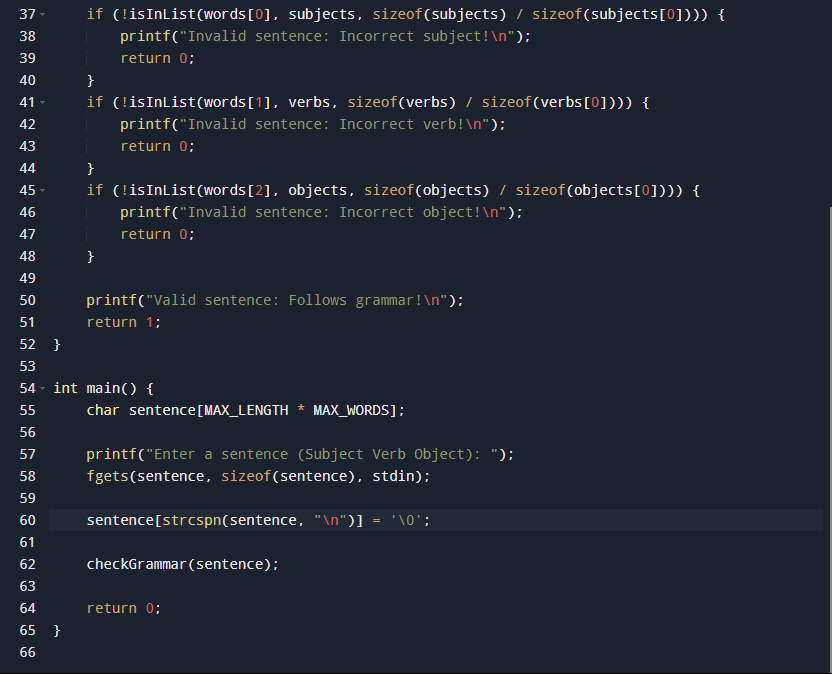 37 if (!isInList(words[0], subjects, sizeof(subjects) / sizeof(subjects[0]))) {
38 printf("Invalid sentence: Incorrect subject!\n");
39 return 0;
40 }
41 if (!isInList(words[1], verbs, sizeof(verbs) / sizeof(verbs[0]))) {
42 printf("Invalid sentence: Incorrect verb!\n");
43 return 0;
44 }
45 if (!isInList(words[2], objects, sizeof(objects) / sizeof(objects[0]))) {
46 printf("Invalid sentence: Incorrect object!\n");
47 return 0;
48 }
49
50 printf("Valid sentence: Follows grammar!\n");
51 return 1;
52 }
53
54 int main() {
55 char sentence[MAX_LENGTH * MAX_WORDS];
56
57 printf("Enter a sentence (Subject Verb Object): ");
58 fgets(sentence, sizeof(sentence), stdin);
59
60 sentence[strcspn(sentence, "\n")] = '\0';
61
62 checkGrammar(sentence);
63
64 return 0;
65 }
66